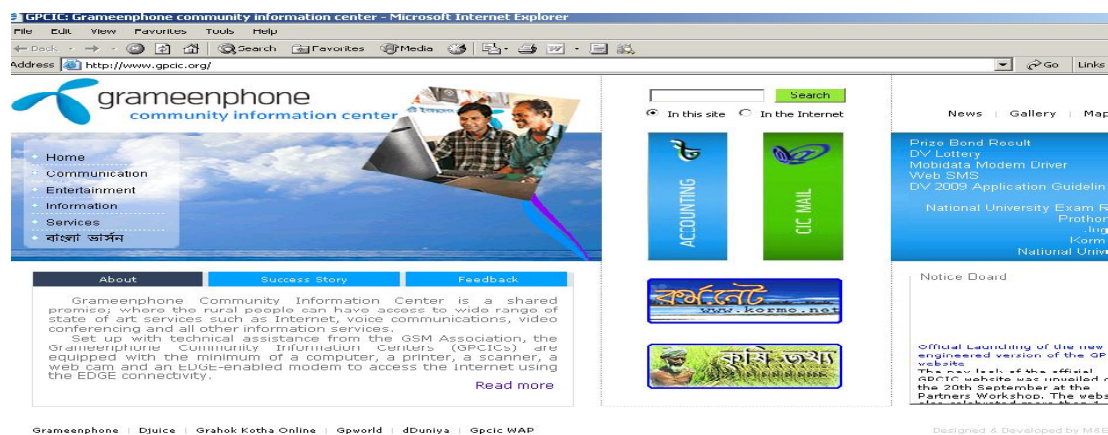 GPCIC: Grameenphone community information center - Microsoft Internet Explorer
File Edit View Favorites Tools Help
Back Search Favorites Media
Address http://www.gpcic.org/ Go Links
grameenphone
community information center
Search
In this site In the Internet
News | Gallery | Map
Home
Communication
Entertainment
Information
Services
বাংলা ভার্সন
ACCOUNTING
CIC MAIL
Prize Bond Result
DV Lottery
Mobidata Modem Driver
Web SMS
DV 2009 Application Guidelin
National University Exam R
Prothor
Kormo
National Unive
About Success Story Feedback
Grameenphone Community Information Center is a shared
premise; where the rural people can have access to wide range of
state of art services such as Internet, voice communications, video
conferencing and all other information services.
Set up with technical assistance from the GSM Association, the
Grameenphone Community Information Centers (GPCICs) are
equipped with the minimum of a computer, a printer, a scanner, a
web cam and an EDGE-enabled modem to access the Internet using
the EDGE connectivity.
Read more
কর্ম.নেট
www.kormo.net
কৃষি তথ্য
Notice Board
Official Launching of the new
engineered version of the GP
website
The new look of the official
GPCIC website was unveiled o
the 20th September at the
Partners Workshop. The webs
Grameenphone | Djuice | Grahok Kotha Online | Gpworld | dDuniya | Gpcic WAP
Designed & Developed by M&E